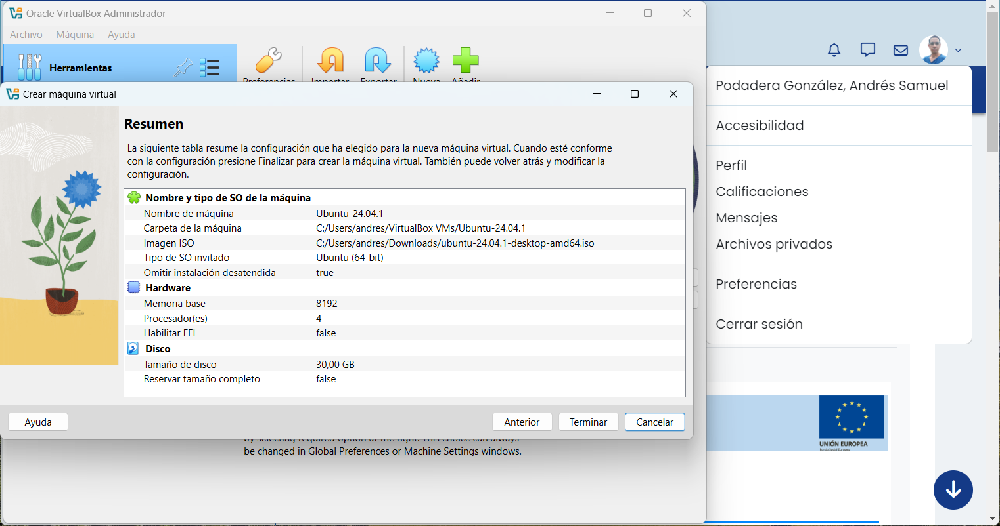 Oracle VirtualBox Administrador
Archivo Máquina Ayuda
Herramientas
Preferencias Importar Exportar Nueva Añadir
Crear máquina virtual
Resumen
La siguiente tabla resume la configuración que ha elegido para la nueva máquina virtual. Cuando esté conforme
con la configuración presione Finalizar para crear la máquina virtual. También puede volver atrás y modificar la
configuración.
Nombre y tipo de SO de la máquina
Nombre de máquina Ubuntu-24.04.1
Carpeta de la máquina C:/Users/andres/VirtualBox VMs/Ubuntu-24.04.1
Imagen ISO C:/Users/andres/Downloads/ubuntu-24.04.1-desktop-amd64.iso
Tipo de SO invitado Ubuntu (64-bit)
Omitir instalación desatendida true
Hardware
Memoria base 8192
Procesador(es) 4
Habilitar EFI false
Disco
Tamaño de disco 30,00 GB
Reservar tamaño completo false
Ayuda Anterior Terminar Cancelar
by selecting required option at the right. This choice can always
be changed in Global Preferences or Machine Settings windows.
Podadera González, Andrés Samuel
Accesibilidad
Perfil
Calificaciones
Mensajes
Archivos privados
Preferencias
Cerrar sesión
UNIÓN EUROPEA
Fondo Social Europeo